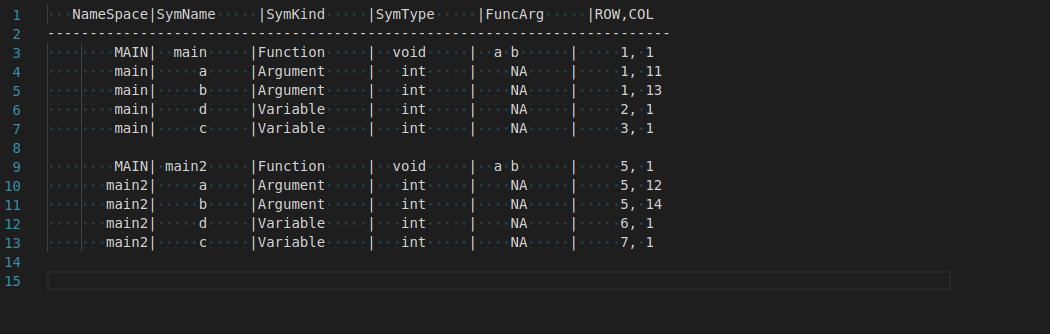 1 NameSpace|SymName |SymKind |SymType |FuncArg |ROW,COL
2 --------------------------------------------------------------------------
3 MAIN| main |Function | void | a b | 1, 1
4 main| a |Argument | int | NA | 1, 11
5 main| b |Argument | int | NA | 1, 13
6 main| d |Variable | int | NA | 2, 1
7 main| c |Variable | int | NA | 3, 1
8
9 MAIN| main2 |Function | void | a b | 5, 1
10 main2| a |Argument | int | NA | 5, 12
11 main2| b |Argument | int | NA | 5, 14
12 main2| d |Variable | int | NA | 6, 1
13 main2| c |Variable | int | NA | 7, 1
14
15